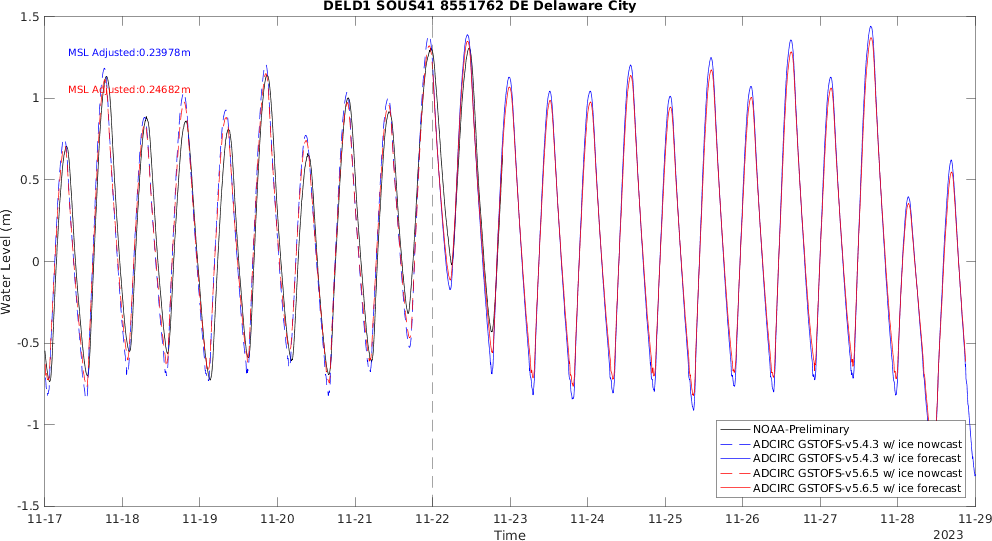 DELD1 SOUS41 8551762 DE Delaware City
1.5
MSL Adjusted:0.23978m
1
MSL Adjusted:0.24682m
0.5
0
-0.5
-1
-1.5
Water Level (m)
NOAA-Preliminary
ADCIRC GSTOFS-v5.4.3 w/ ice nowcast
ADCIRC GSTOFS-v5.4.3 w/ ice forecast
ADCIRC GSTOFS-v5.6.5 w/ ice nowcast
ADCIRC GSTOFS-v5.6.5 w/ ice forecast
11-17 11-18 11-19 11-20 11-21 11-22 11-23 11-24 11-25 11-26 11-27 11-28 11-29
Time 2023